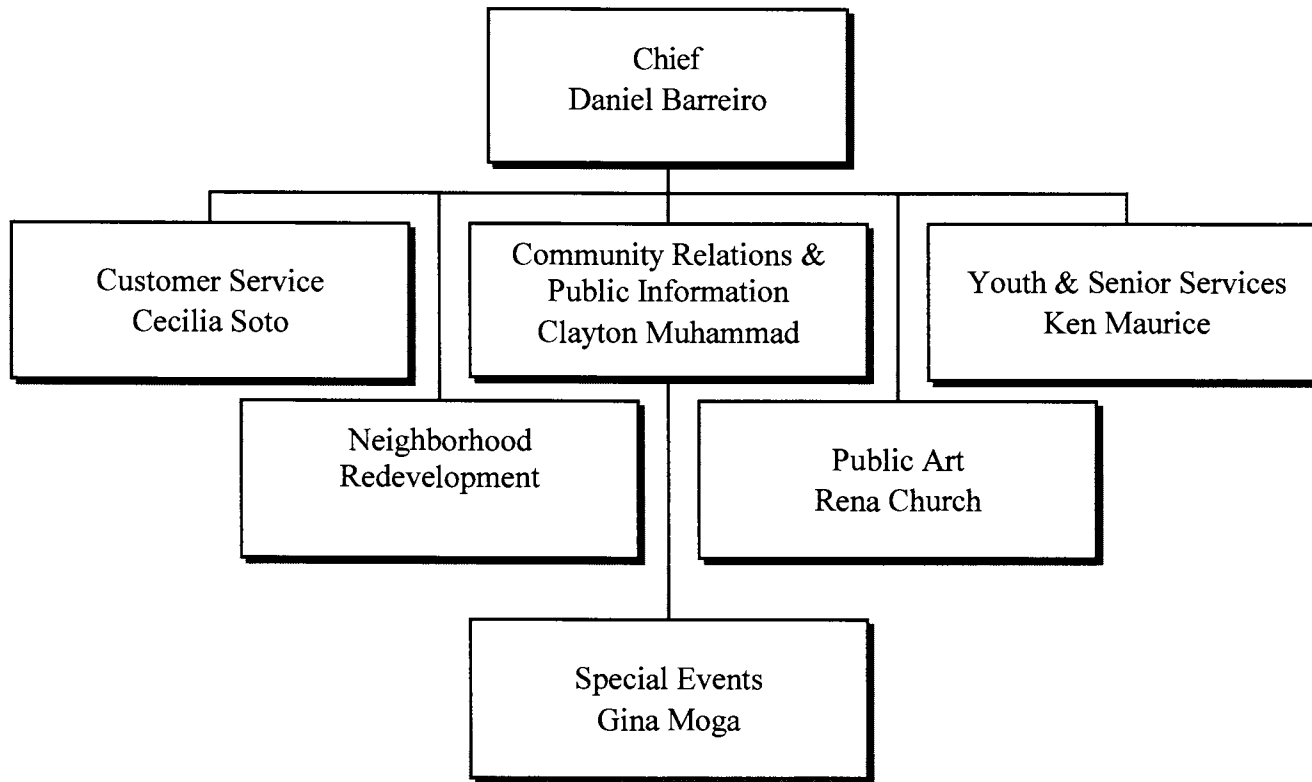 Chief
Daniel Barreiro
Customer Service
Cecilia Soto
Community Relations &
Public Information
Clayton Muhammad
Youth & Senior Services
Ken Maurice
Neighborhood
Redevelopment
Public Art
Rena Church
Special Events
Gina Moga